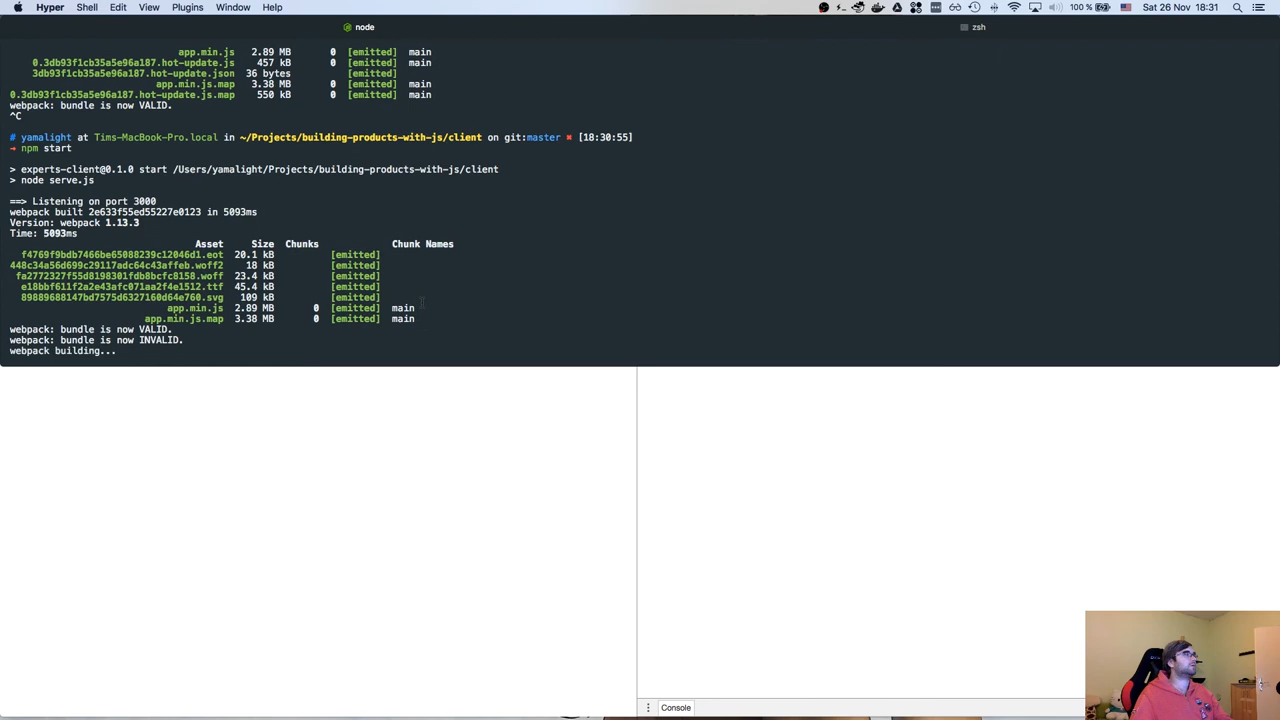 Hyper Shell Edit View Plugins Window Help 100 % Sat 26 Nov 18:31
node zsh
app.min.js 2.89 MB 0 [emitted] main
0.3db93f1cb35a5e96a187.hot-update.js 457 kB 0 [emitted] main
3db93f1cb35a5e96a187.hot-update.json 36 bytes [emitted]
app.min.js.map 3.38 MB 0 [emitted] main
0.3db93f1cb35a5e96a187.hot-update.js.map 550 kB 0 [emitted] main
webpack: bundle is now VALID.
^C
# yamalight at Tims-MacBook-Pro.local in ~/Projects/building-products-with-js/client on git:master ✖ [18:30:55]
→ npm start
> experts-client@0.1.0 start /Users/yamalight/Projects/building-products-with-js/client
> node serve.js
==> Listening on port 3000
webpack built 2e633f55ed55227e0123 in 5093ms
Version: webpack 1.13.3
Time: 5093ms
Asset Size Chunks Chunk Names
f4769f9bdb7466be65088239c12046d1.eot 20.1 kB [emitted]
448c34a56d699c29117adc64c43affeb.woff2 18 kB [emitted]
fa2772327f55d8198301fdb8bcfc8158.woff 23.4 kB [emitted]
e18bbf611f2a2e43afc071aa2f4e1512.ttf 45.4 kB [emitted]
89889688147bd7575d6327160d64e760.svg 109 kB [emitted]
app.min.js 2.89 MB 0 [emitted] main
app.min.js.map 3.38 MB 0 [emitted] main
webpack: bundle is now VALID.
webpack: bundle is now INVALID.
webpack building...
Console